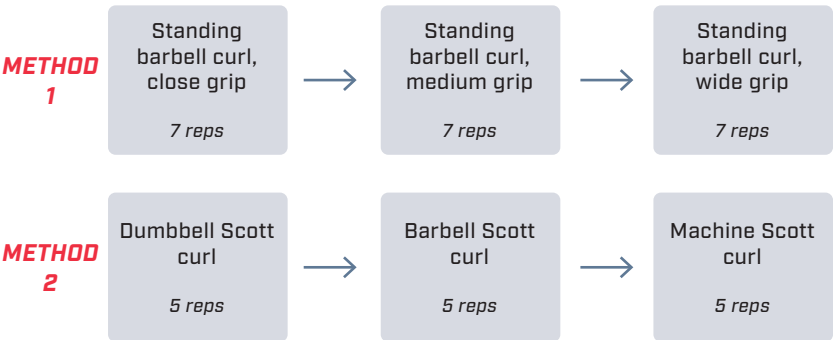 METHOD
1
Standing
barbell curl,
close grip
7 reps
Standing
barbell curl,
medium grip
7 reps
Standing
barbell curl,
wide grip
7 reps
METHOD
2
Dumbbell Scott
curl
5 reps
Barbell Scott
curl
5 reps
Machine Scott
curl
5 reps